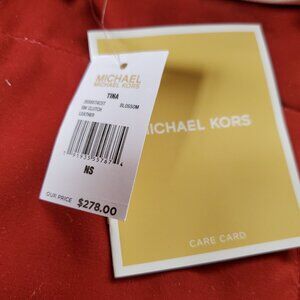 MICHAEL
MICHAEL KORS
TINA
BLOSSOM
SM CLUTCH
LEATHER
NS
OUR PRICE $278.00
MICHAEL KORS
CARE CARD